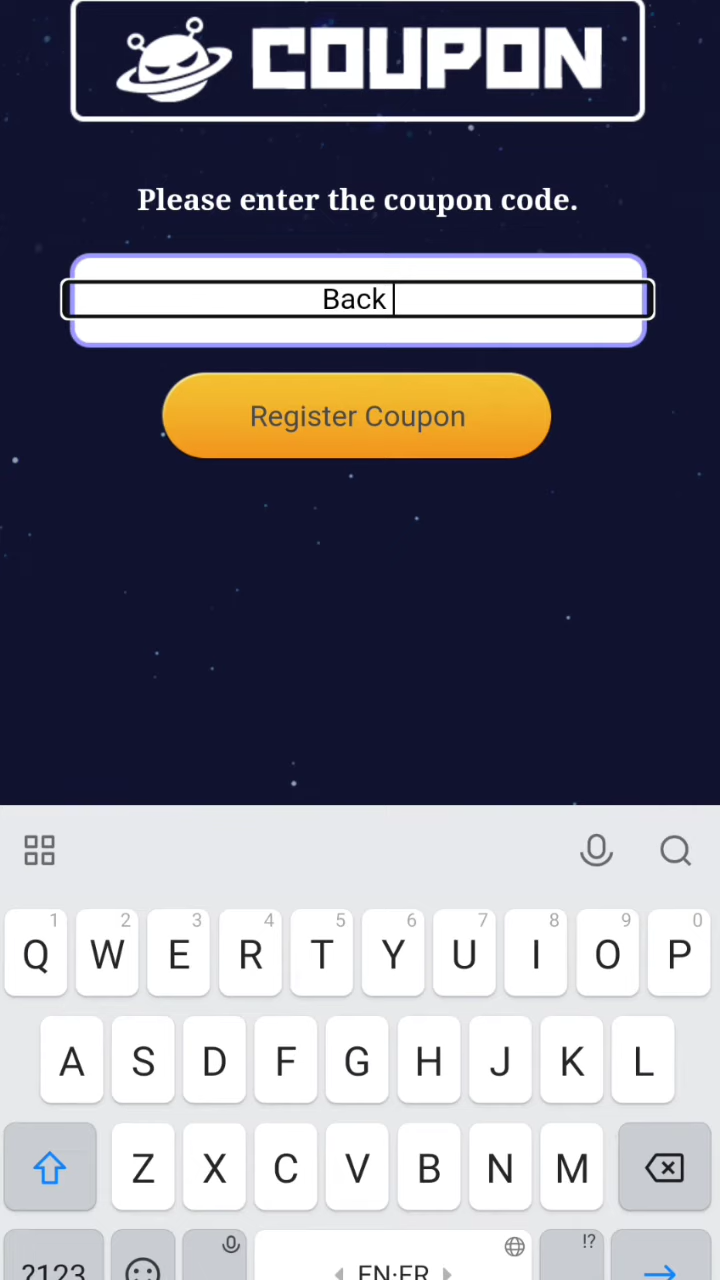 COUPON
Please enter the coupon code.
Back
Register Coupon
1 2 3 4 5 6 7 8 9 0
Q W E R T Y U I O P
A S D F G H J K L
Z X C V B N M
!?
?123 EN·FR